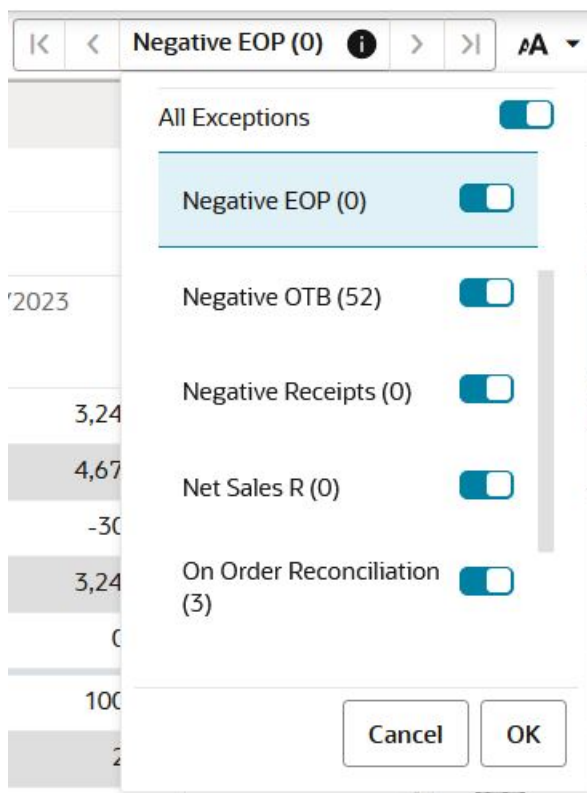 Negative EOP (0)
AA
All Exceptions
Negative EOP (0)
/2023
Negative OTB (52)
Negative Receipts (0)
3,24
4,67
Net Sales R (0)
-30
3,24
On Order Reconciliation
(3)
0
100
2
Cancel
OK